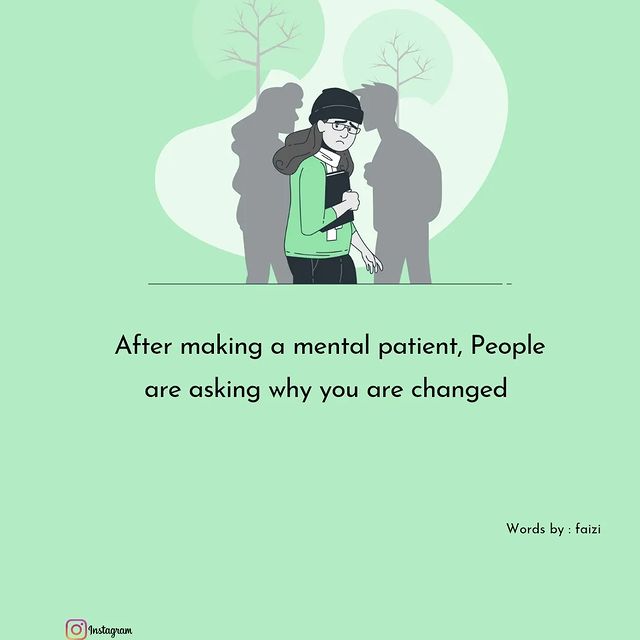 After making a mental patient, People
are asking why you are changed
Words by : faizi
Instagram